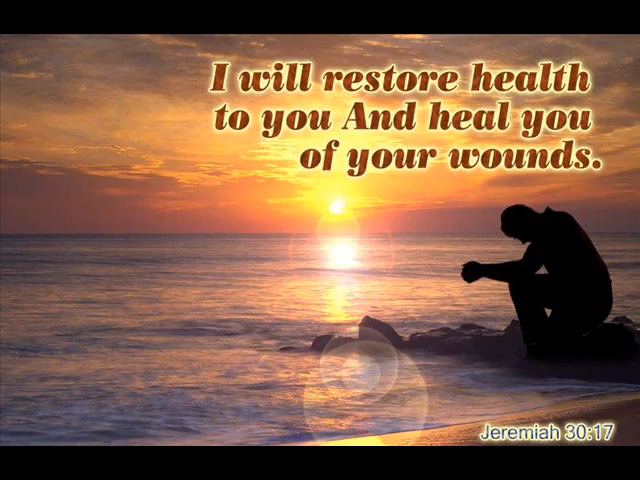 I will restore health
to you And heal you
of your wounds.
Jeremiah 30:17